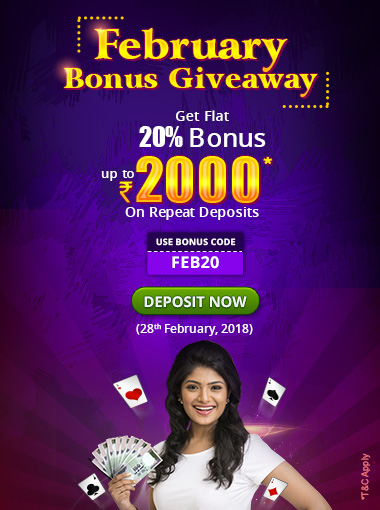 February
Bonus Giveaway
Get Flat
20% Bonus
up to ₹2000*
On Repeat Deposits
USE BONUS CODE
FEB20
DEPOSIT NOW
(28th February, 2018)
*T&C Apply